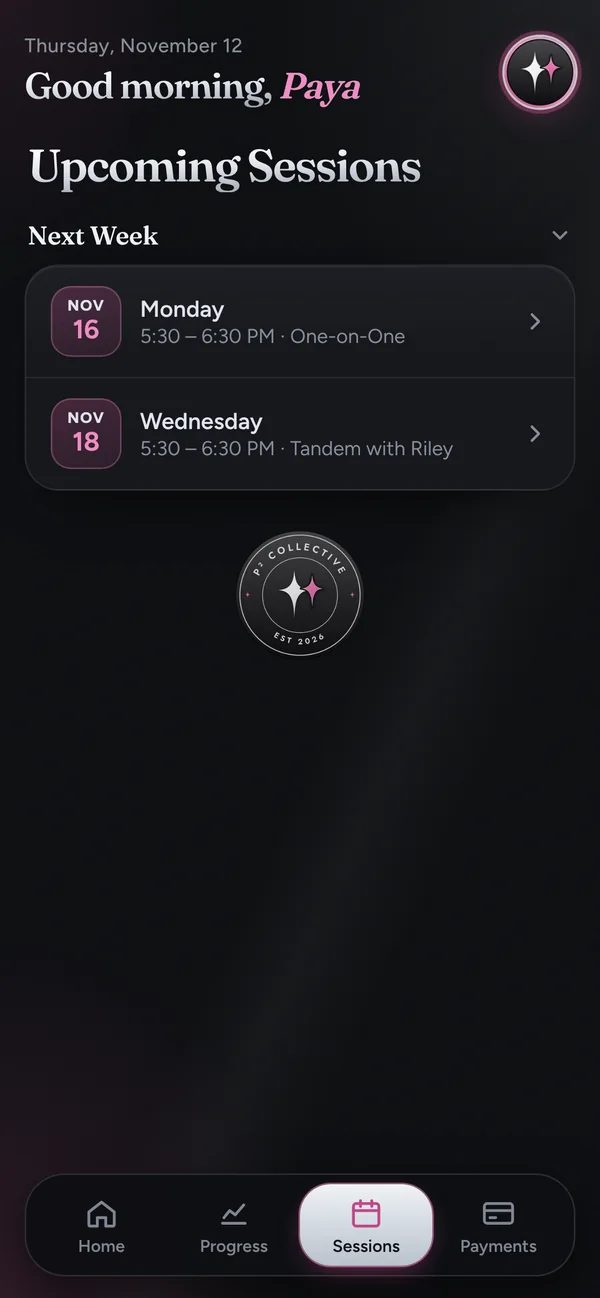 Thursday, November 12
Good morning, Paya
Upcoming Sessions
Next Week
NOV
16
Monday
5:30 – 6:30 PM · One-on-One
NOV
18
Wednesday
5:30 – 6:30 PM · Tandem with Riley
P² COLLECTIVE
EST 2026
Home
Progress
Sessions
Payments